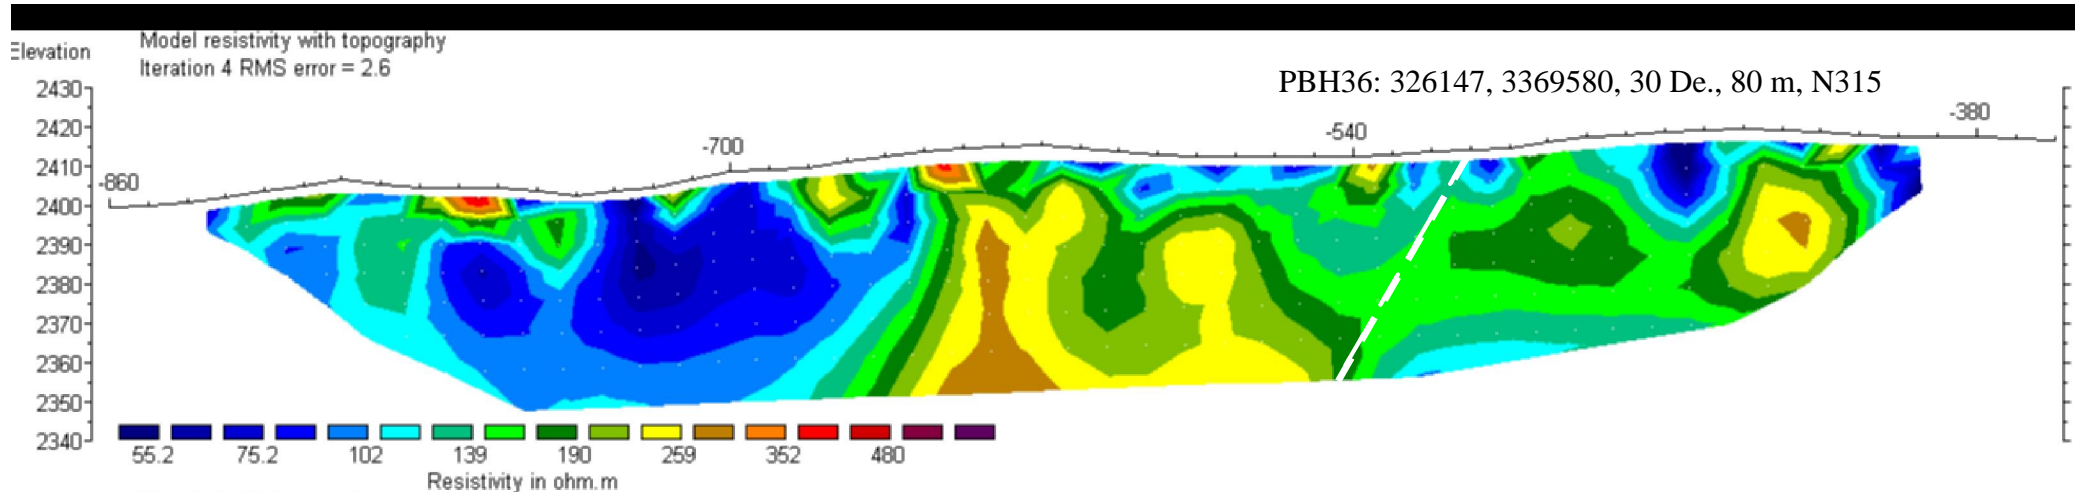 Elevation
Model resistivity with topography
Iteration 4 RMS error = 2.6
PBH36: 326147, 3369580, 30 De., 80 m, N315
2430
2420
2410
2400
2390
2380
2370
2360
2350
2340
-860
-700
-540
-380
55.2 75.2 102 139 190 259 352 480
Resistivity in ohm.m